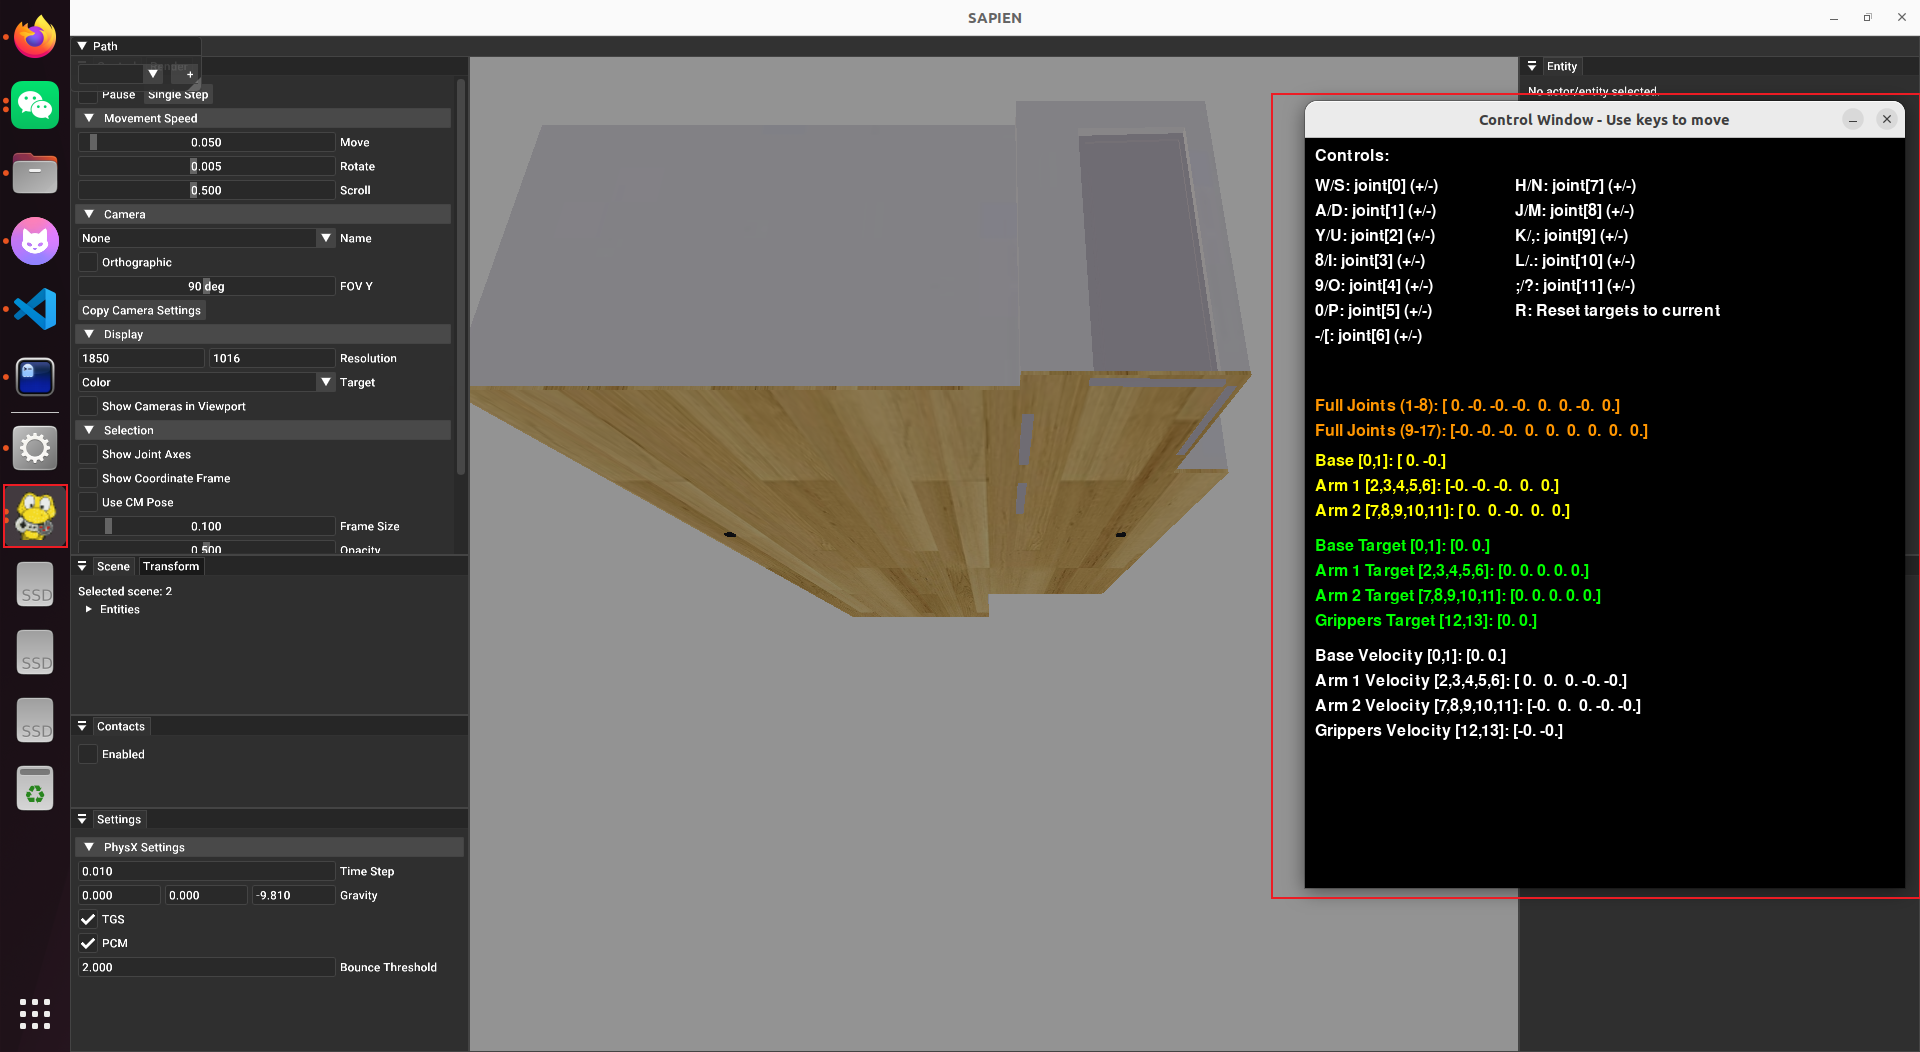 SAPIEN
Path
+
Pause
Single Step
Movement Speed
0.050 Move
0.005 Rotate
0.500 Scroll
Camera
None Name
Orthographic
90 deg FOV Y
Copy Camera Settings
Display
1850 1016 Resolution
Color Target
Show Cameras in Viewport
Selection
Show Joint Axes
Show Coordinate Frame
Use CM Pose
0.100 Frame Size
0.500 Opacity
Scene Transform
Selected scene: 2
Entities
Contacts
Enabled
Settings
PhysX Settings
0.010 Time Step
0.000 0.000 -9.810 Gravity
TGS
PCM
2.000 Bounce Threshold
SSD
SSD
SSD
Entity
No actor/entity selected.
Control Window - Use keys to move
Controls:
W/S: joint[0] (+/-) H/N: joint[7] (+/-)
A/D: joint[1] (+/-) J/M: joint[8] (+/-)
Y/U: joint[2] (+/-) K/,: joint[9] (+/-)
8/I: joint[3] (+/-) L/.: joint[10] (+/-)
9/O: joint[4] (+/-) ;/?: joint[11] (+/-)
0/P: joint[5] (+/-) R: Reset targets to current
-/[: joint[6] (+/-)
Full Joints (1-8): [ 0. -0. -0. -0.  0.  0. -0.  0.]
Full Joints (9-17): [-0. -0. -0.  0.  0.  0.  0.  0.  0.]
Base [0,1]: [ 0. -0.]
Arm 1 [2,3,4,5,6]: [-0. -0. -0.  0.  0.]
Arm 2 [7,8,9,10,11]: [ 0.  0. -0.  0.  0.]
Base Target [0,1]: [0. 0.]
Arm 1 Target [2,3,4,5,6]: [0. 0. 0. 0. 0.]
Arm 2 Target [7,8,9,10,11]: [0. 0. 0. 0. 0.]
Grippers Target [12,13]: [0. 0.]
Base Velocity [0,1]: [0. 0.]
Arm 1 Velocity [2,3,4,5,6]: [ 0.  0.  0. -0. -0.]
Arm 2 Velocity [7,8,9,10,11]: [-0.  0.  0. -0. -0.]
Grippers Velocity [12,13]: [-0. -0.]